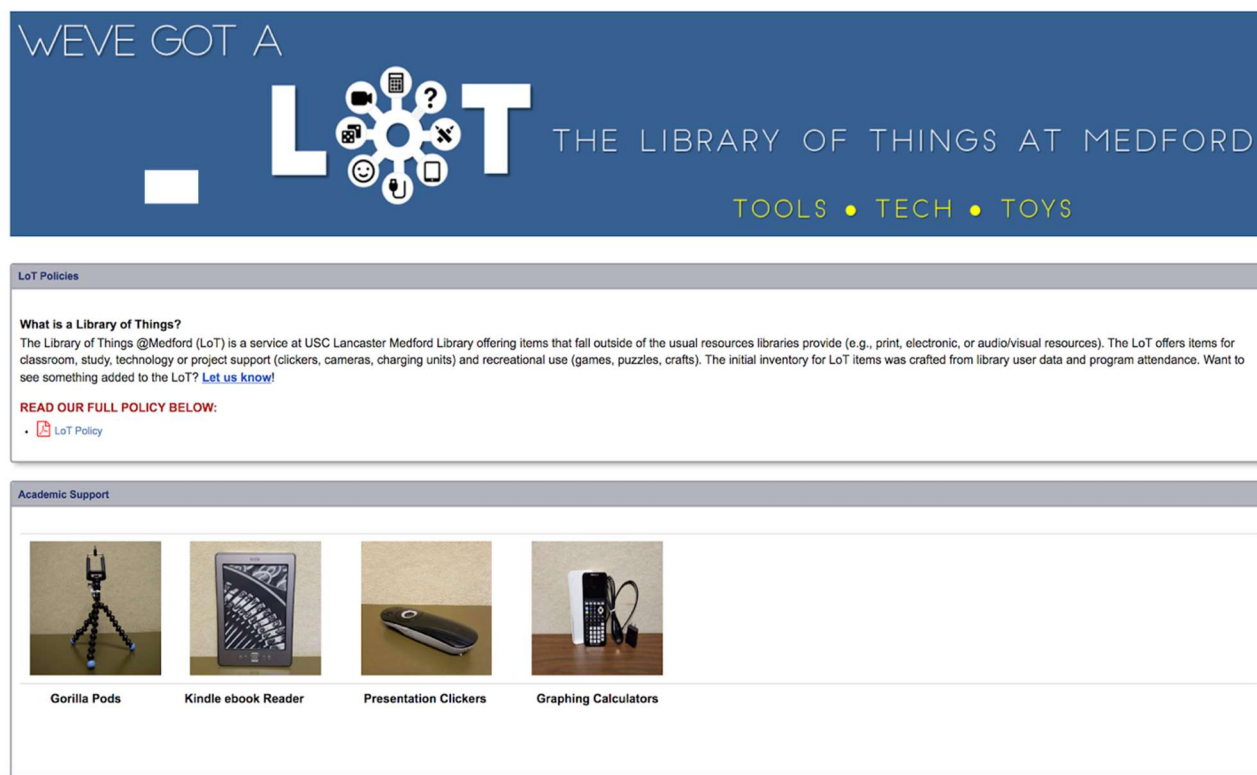 WEVE GOT A
LOT
THE LIBRARY OF THINGS AT MEDFORD
TOOLS • TECH • TOYS
LoT Policies
What is a Library of Things?
The Library of Things @Medford (LoT) is a service at USC Lancaster Medford Library offering items that fall outside of the usual resources libraries provide (e.g., print, electronic, or audio/visual resources). The LoT offers items for
classroom, study, technology or project support (clickers, cameras, charging units) and recreational use (games, puzzles, crafts). The initial inventory for LoT items was crafted from library user data and program attendance. Want to
see something added to the LoT? Let us know!
READ OUR FULL POLICY BELOW:
• LoT Policy
Academic Support
Gorilla Pods Kindle ebook Reader Presentation Clickers Graphing Calculators